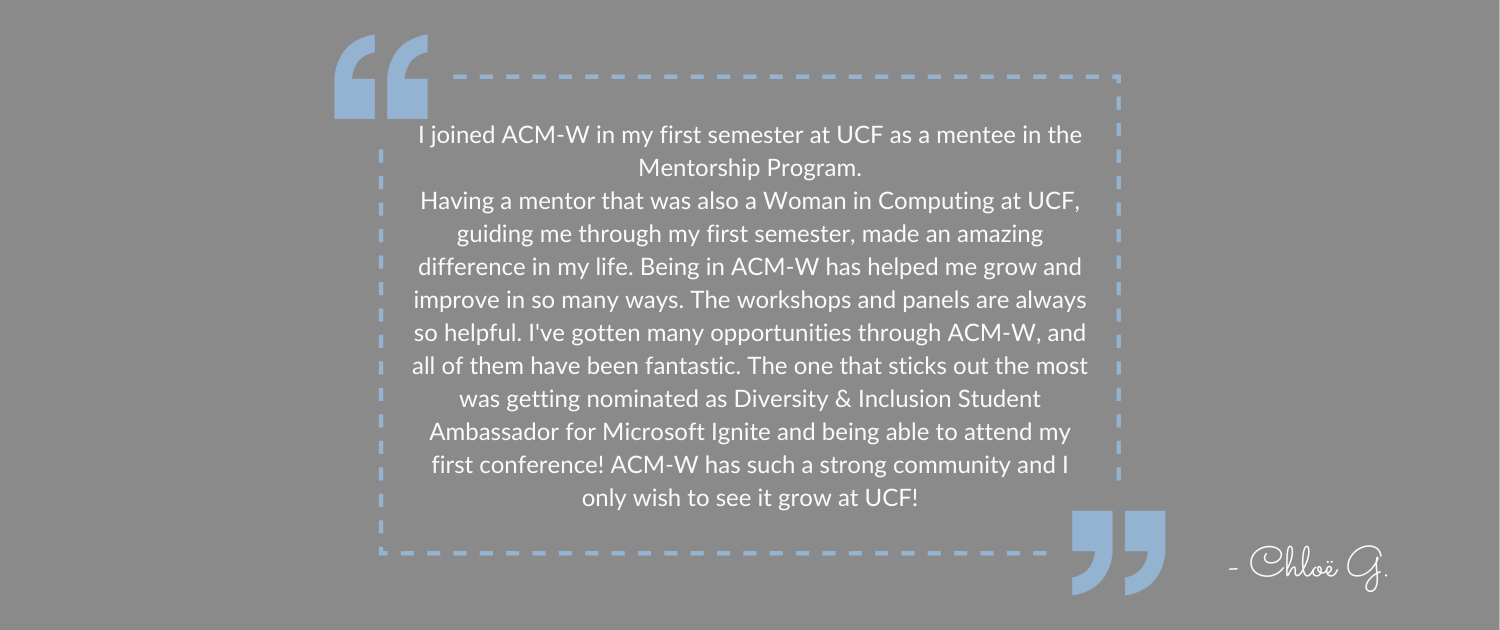 I joined ACM-W in my first semester at UCF as a mentee in the
Mentorship Program.
Having a mentor that was also a Woman in Computing at UCF,
guiding me through my first semester, made an amazing
difference in my life. Being in ACM-W has helped me grow and
improve in so many ways. The workshops and panels are always
so helpful. I've gotten many opportunities through ACM-W, and
all of them have been fantastic. The one that sticks out the most
was getting nominated as Diversity & Inclusion Student
Ambassador for Microsoft Ignite and being able to attend my
first conference! ACM-W has such a strong community and I
only wish to see it grow at UCF!
- Chloë G.